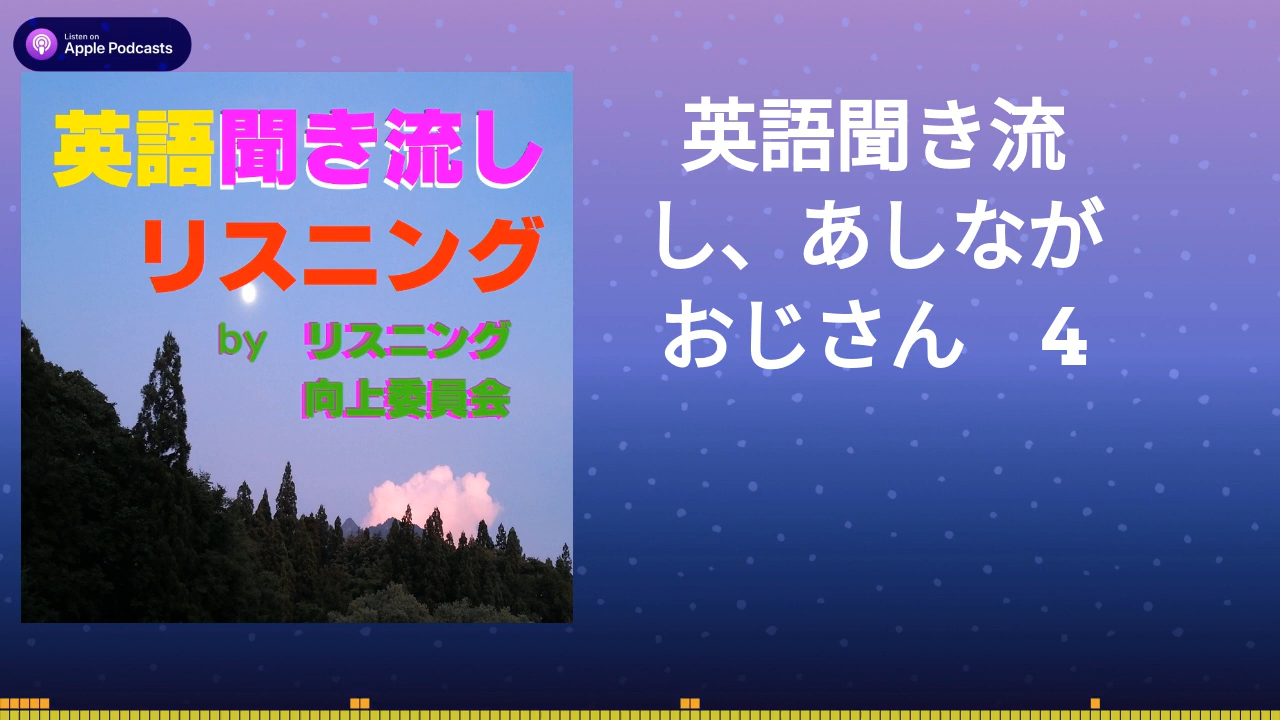 Listen on
Apple Podcasts
英語聞き流し
リスニング
by リスニング
向上委員会
英語聞き流
し、あしなが
おじさん 4